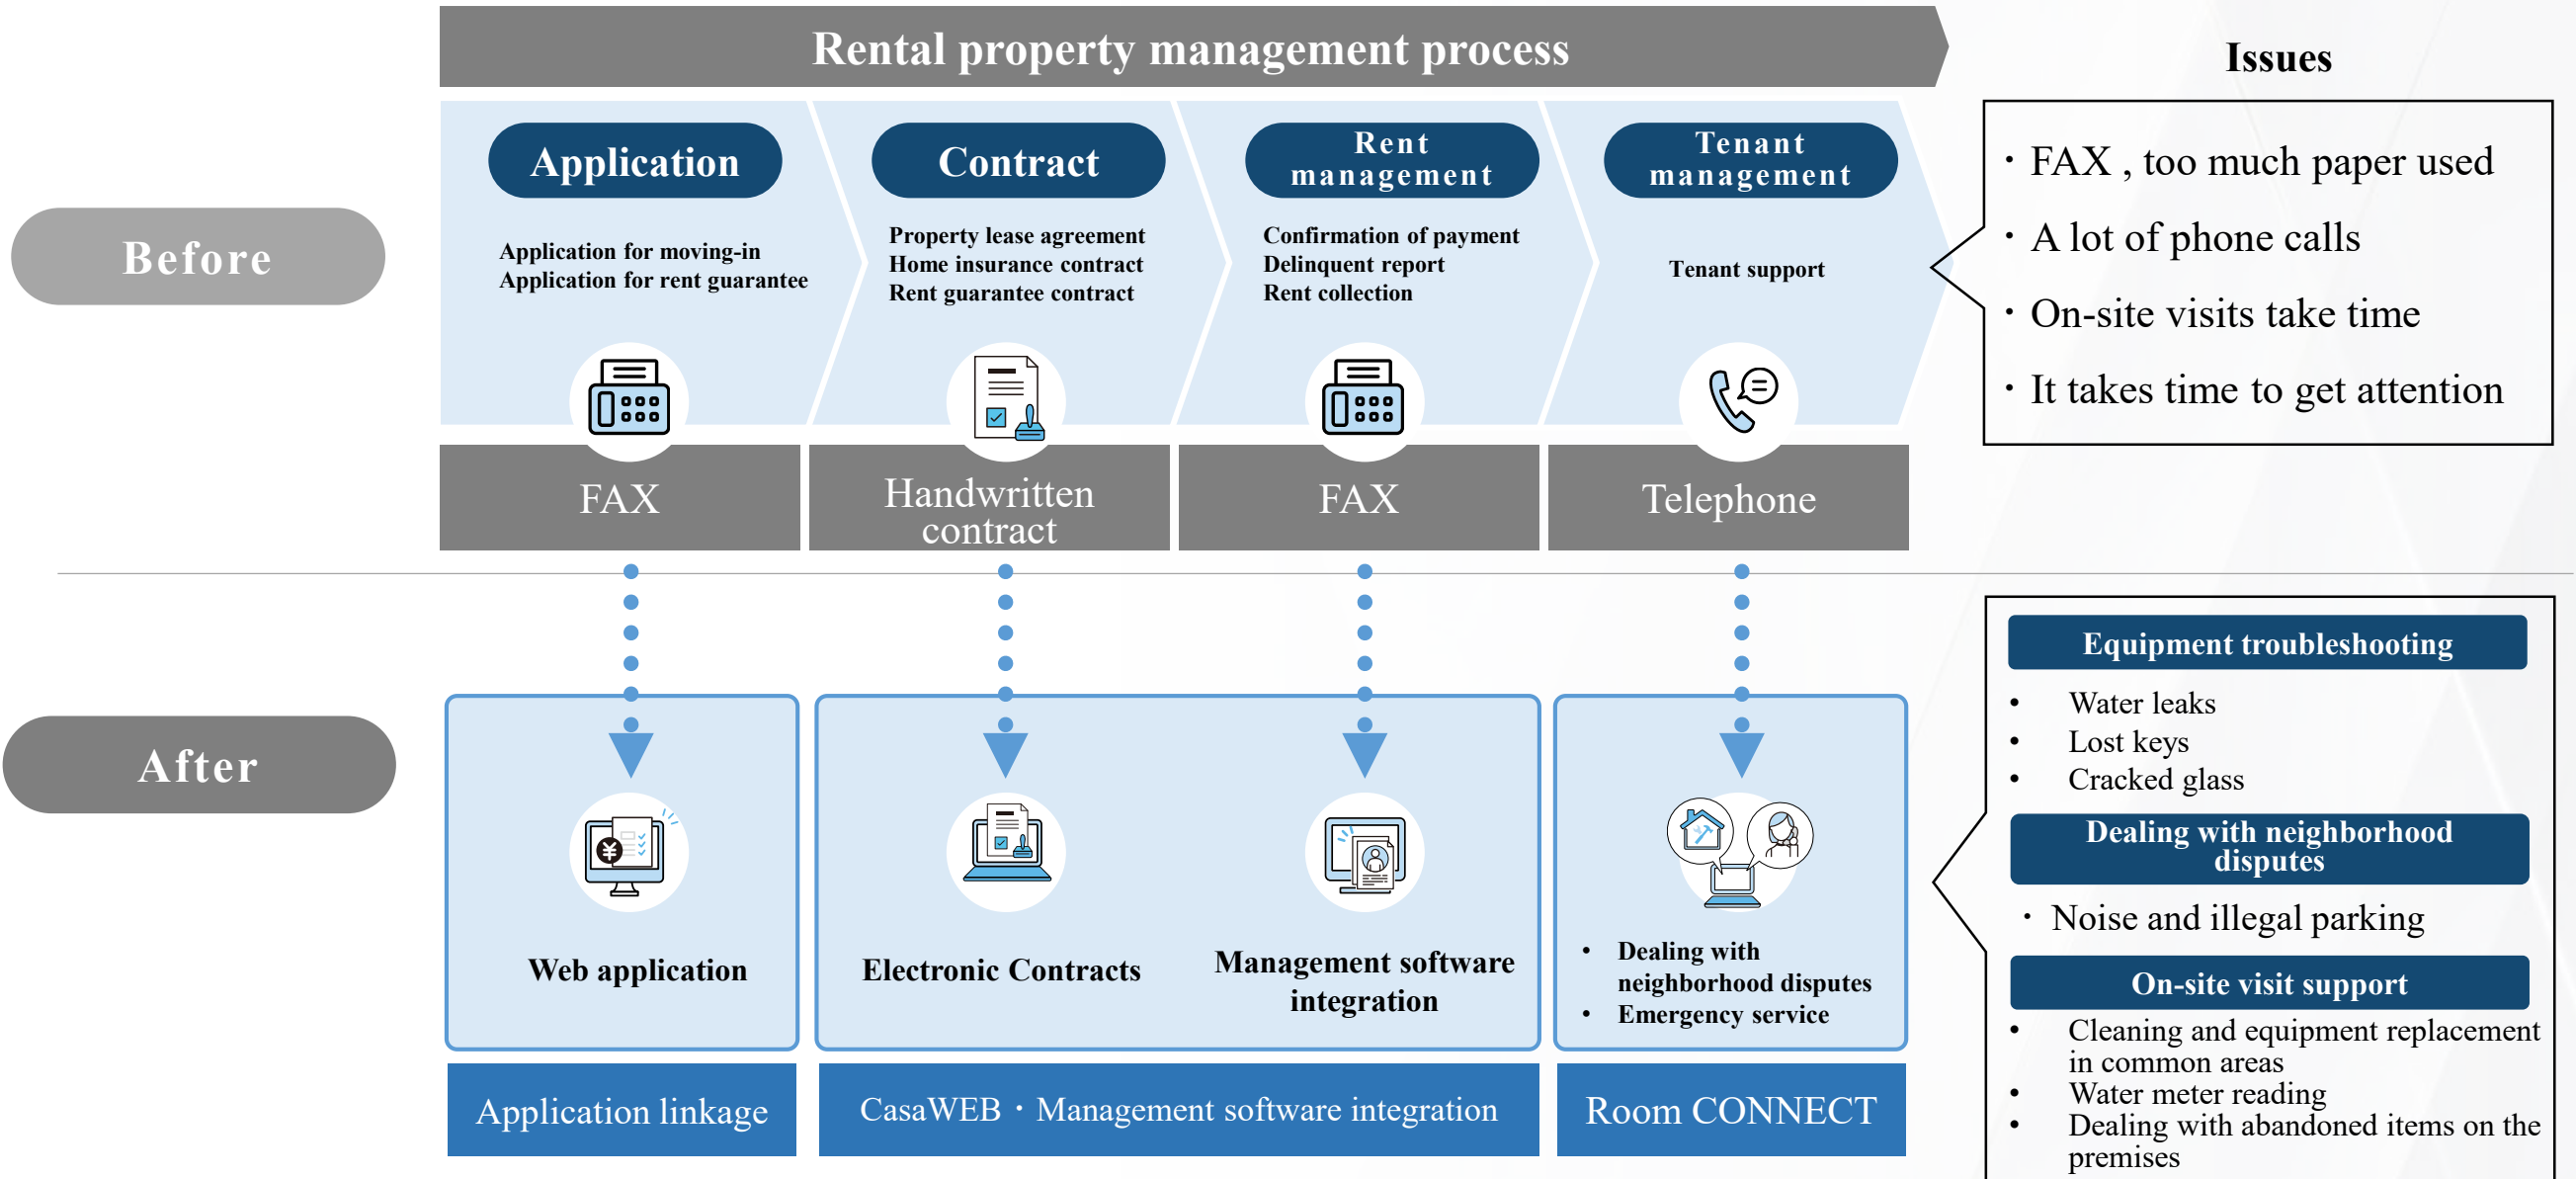 Rental property management process
Issues
Before
Application
Application for moving-in
Application for rent guarantee
FAX
Contract
Property lease agreement
Home insurance contract
Rent guarantee contract
Handwritten
contract
Rent
management
Confirmation of payment
Delinquent report
Rent collection
FAX
Tenant
management
Tenant support
Telephone
・FAX , too much paper used
・A lot of phone calls
・On-site visits take time
・It takes time to get attention
After
Web application
Application linkage
Electronic Contracts
Management software
integration
CasaWEB・Management software integration
• Dealing with
neighborhood disputes
• Emergency service
Room CONNECT
Equipment troubleshooting
• Water leaks
• Lost keys
• Cracked glass
Dealing with neighborhood
disputes
・Noise and illegal parking
On-site visit support
• Cleaning and equipment replacement
in common areas
• Water meter reading
• Dealing with abandoned items on the
premises
¥